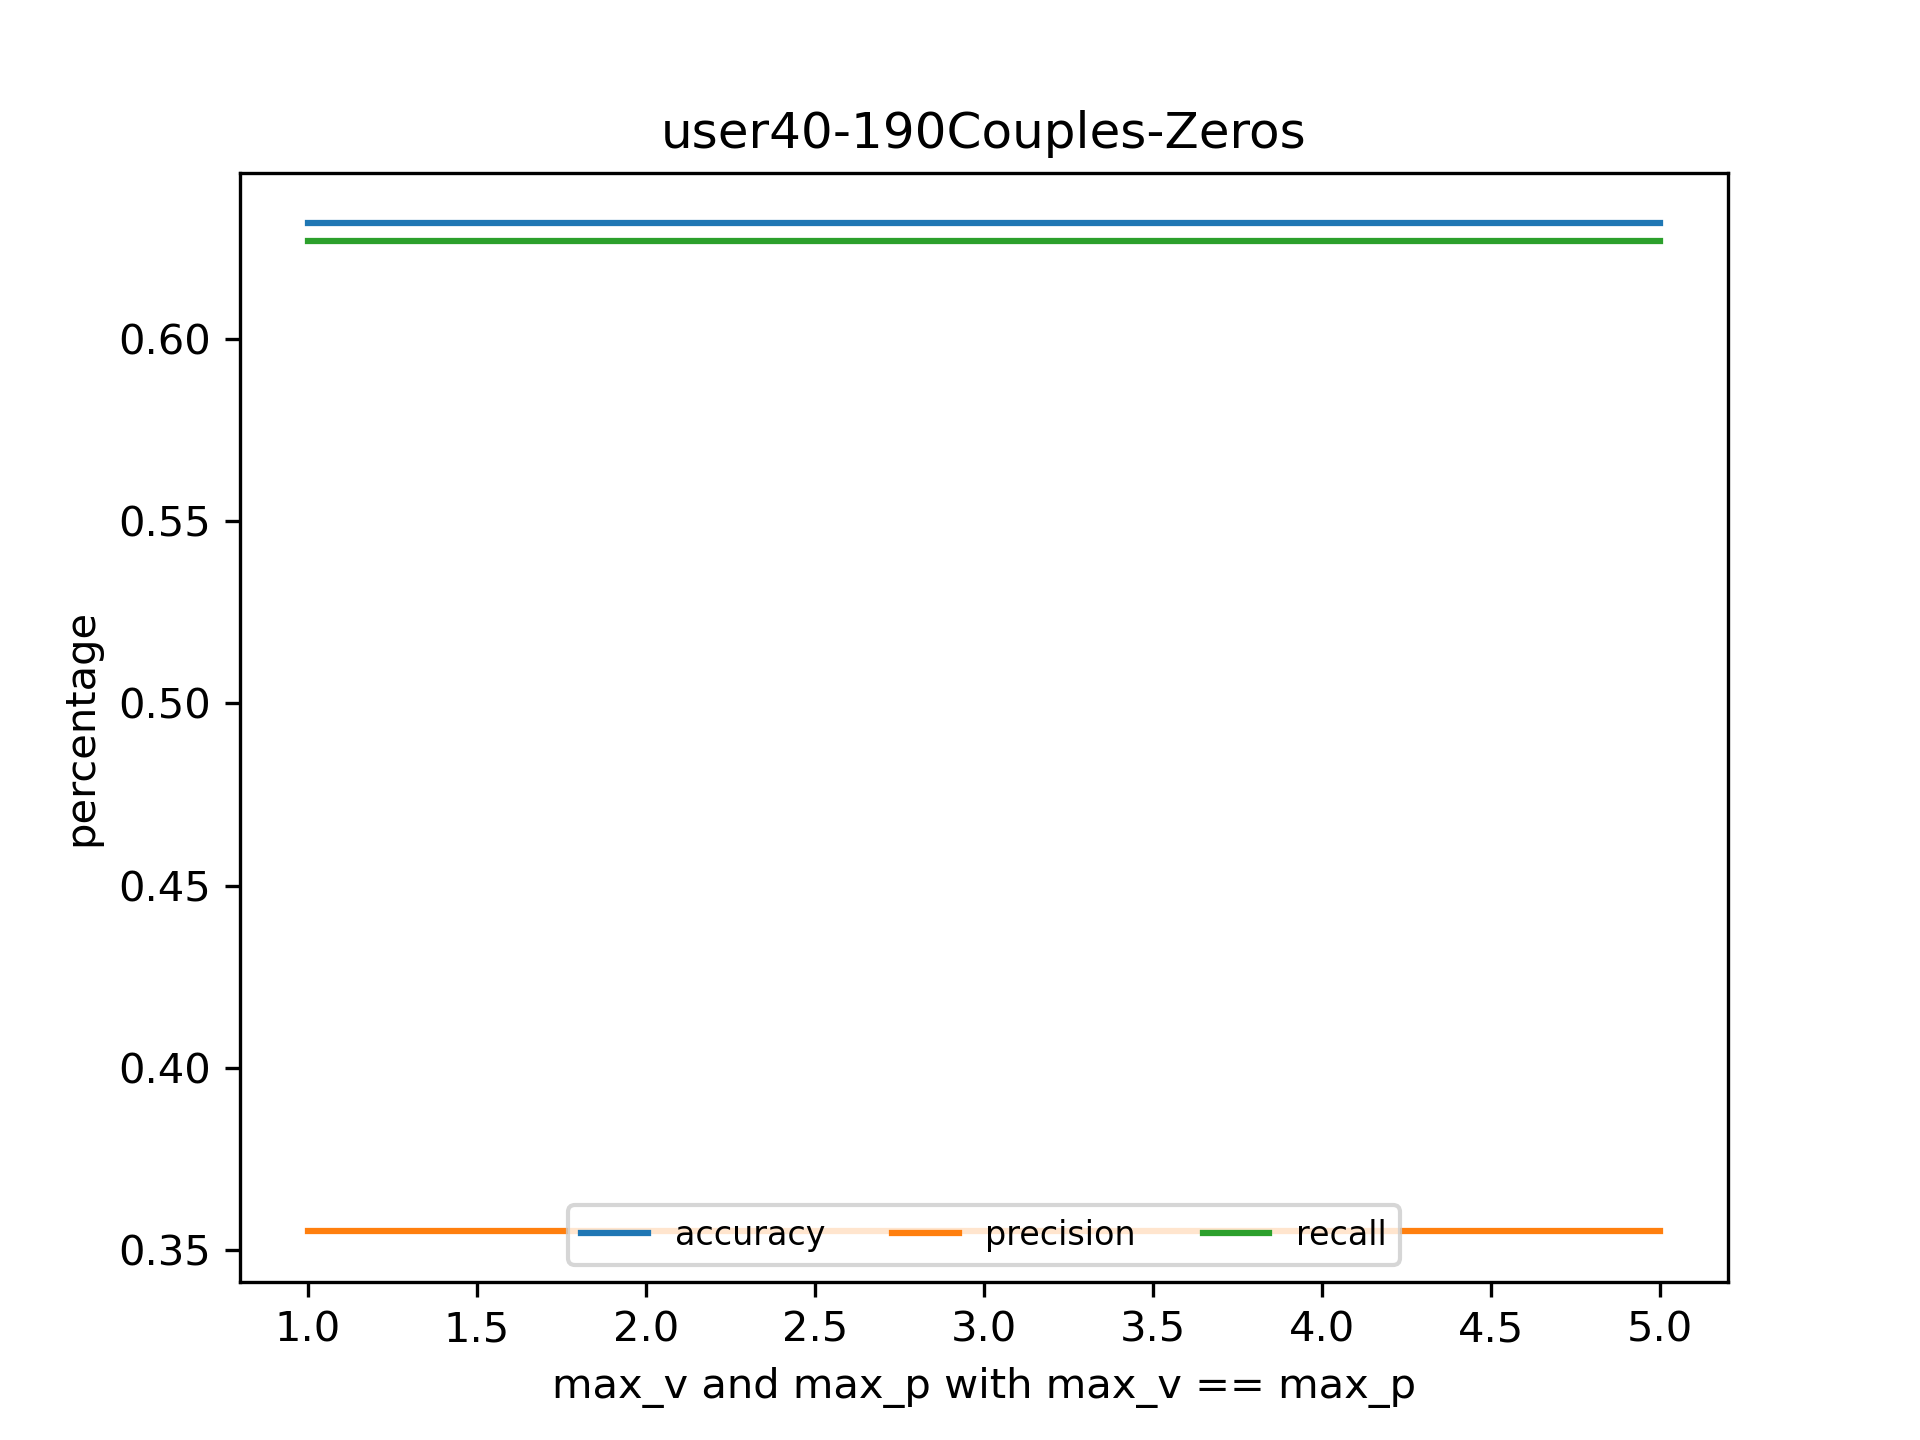 user40-190Couples-Zeros
percentage
0.60
0.55
0.50
0.45
0.40
0.35
accuracy precision recall
1.0 1.5 2.0 2.5 3.0 3.5 4.0 4.5 5.0
max_v and max_p with max_v == max_p